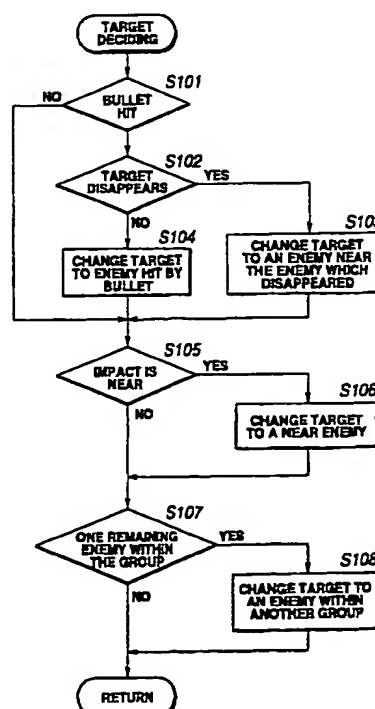 TARGET
DECIDING
S101
NO
BULLET
HIT
S102
TARGET
DISAPPEARS
YES
NO
S103
CHANGE TARGET
TO AN ENEMY NEAR
THE ENEMY WHICH
DISAPPEARED
S104
CHANGE TARGET
TO ENEMY HIT BY
BULLET
S105
IMPACT IS
NEAR
YES
NO
S106
CHANGE TARGET
TO A NEAR ENEMY
S107
ONE REMAINING
ENEMY WITHIN
THE GROUP
YES
NO
S108
CHANGE TARGET TO
AN ENEMY WITHIN
ANOTHER GROUP
RETURN